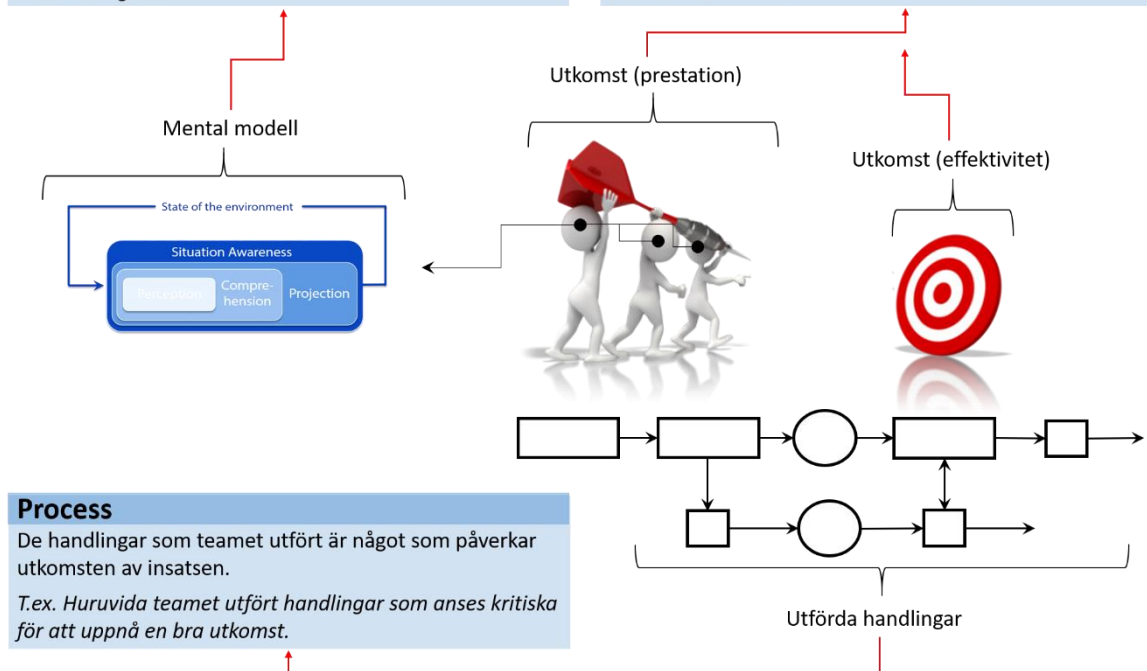 Utkomst (prestation)
Mental modell
Utkomst (effektivitet)
State of the environment
Situation Awareness
Perception
Compre-
hension
Projection
Process
De handlingar som teamet utfört är något som påverkar
utkomsten av insatsen.
T.ex. Huruvida teamet utfört handlingar som anses kritiska
för att uppnå en bra utkomst.
Utförda handlingar